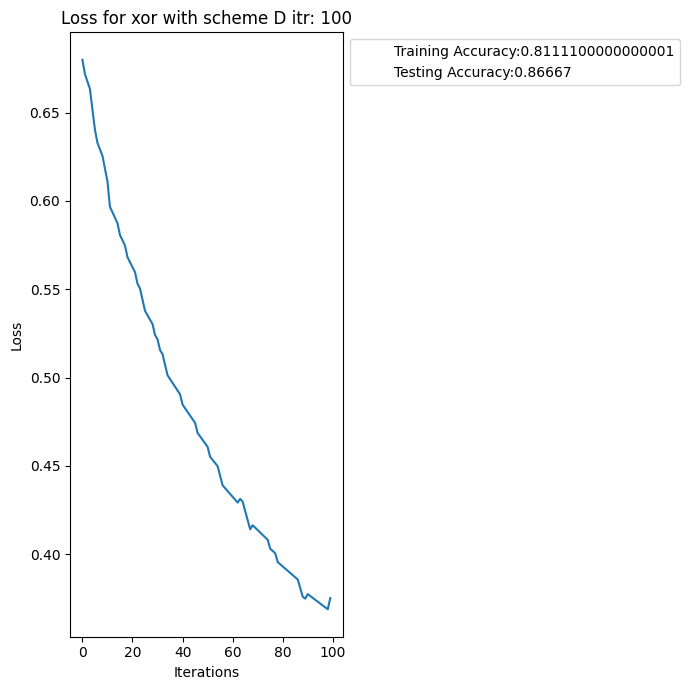 Loss for xor with scheme D itr: 100
Training Accuracy:0.8111100000000001
Testing Accuracy:0.86667
0.65
0.60
0.55
0.50
0.45
0.40
Loss
0 20 40 60 80 100
Iterations